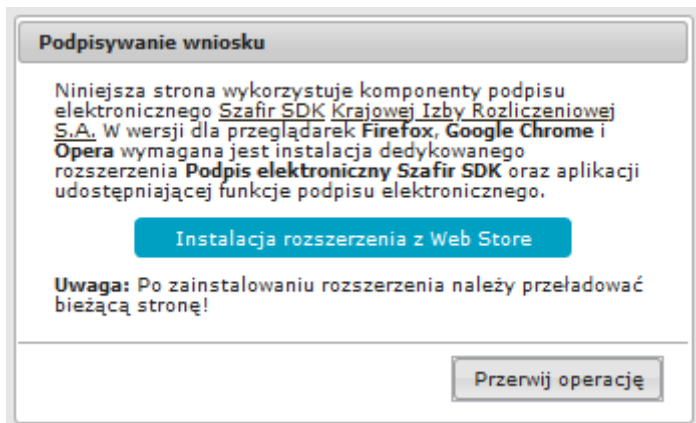 Podpisywanie wniosku
Niniejsza strona wykorzystuje komponenty podpisu
elektronicznego Szafir SDK Krajowej Izby Rozliczeniowej
S.A. W wersji dla przeglądarek Firefox, Google Chrome i
Opera wymagana jest instalacja dedykowanego
rozszerzenia Podpis elektroniczny Szafir SDK oraz aplikacji
udostępniającej funkcje podpisu elektronicznego.
Instalacja rozszerzenia z Web Store
Uwaga: Po zainstalowaniu rozszerzenia należy przeładować
bieżącą stronę!
Przerwij operację